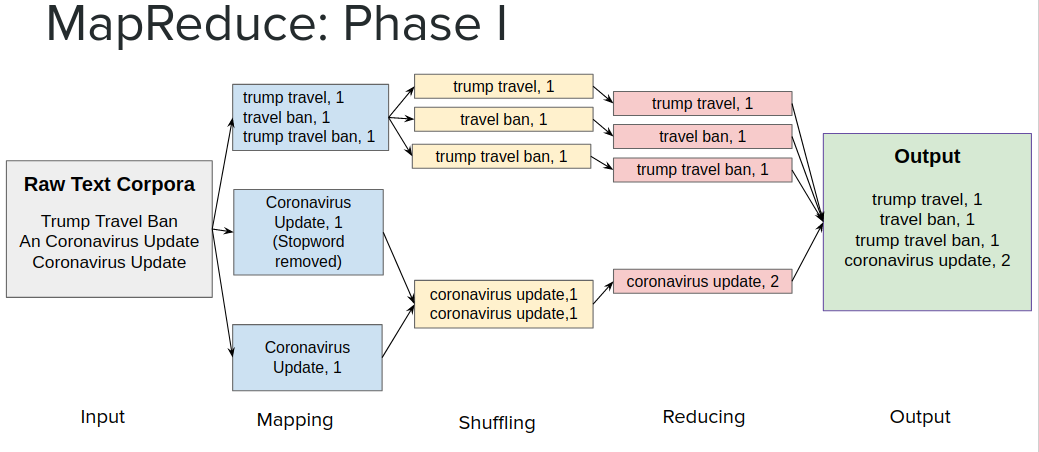 MapReduce: Phase I
Raw Text Corpora
Trump Travel Ban
An Coronavirus Update
Coronavirus Update
trump travel, 1
travel ban, 1
trump travel ban, 1
Coronavirus
Update, 1
(Stopword
removed)
Coronavirus
Update, 1
trump travel, 1
travel ban, 1
trump travel ban, 1
coronavirus update,1
coronavirus update,1
trump travel, 1
travel ban, 1
trump travel ban, 1
coronavirus update, 2
Output
trump travel, 1
travel ban, 1
trump travel ban, 1
coronavirus update, 2
Input
Mapping
Shuffling
Reducing
Output